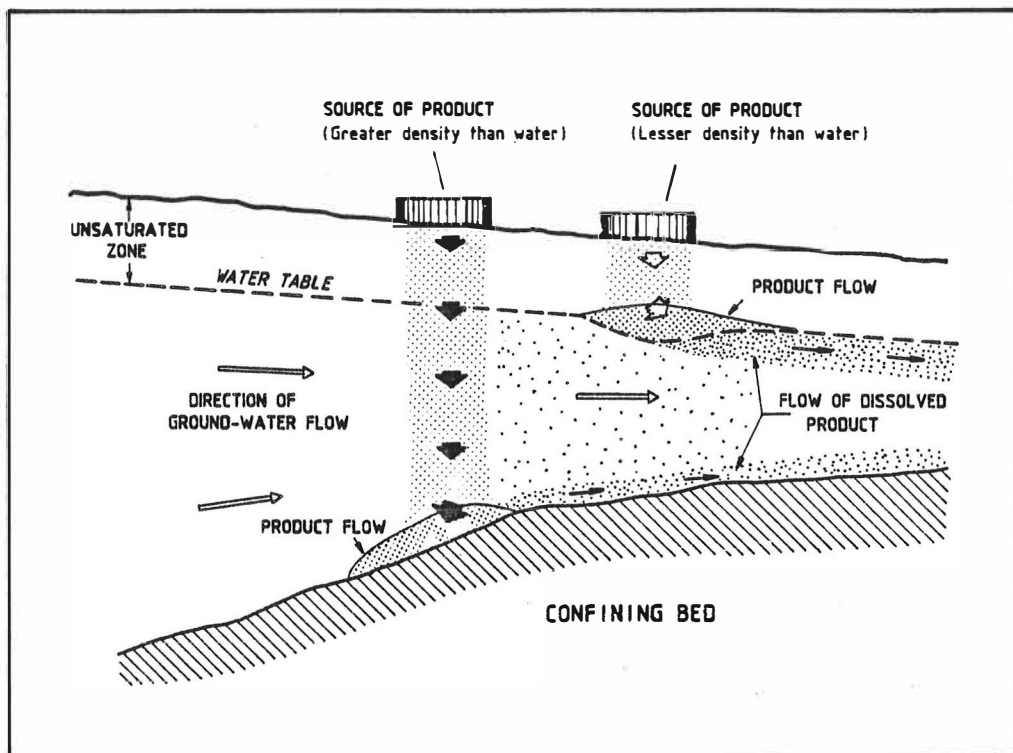 SOURCE OF PRODUCT
(Greater density than water)
SOURCE OF PRODUCT
(Lesser density than water)
UNSATURATED
ZONE
WATER TABLE
PRODUCT FLOW
DIRECTION OF
GROUND-WATER FLOW
FLOW OF DISSOLVED
PRODUCT
PRODUCT FLOW
CONFINING BED